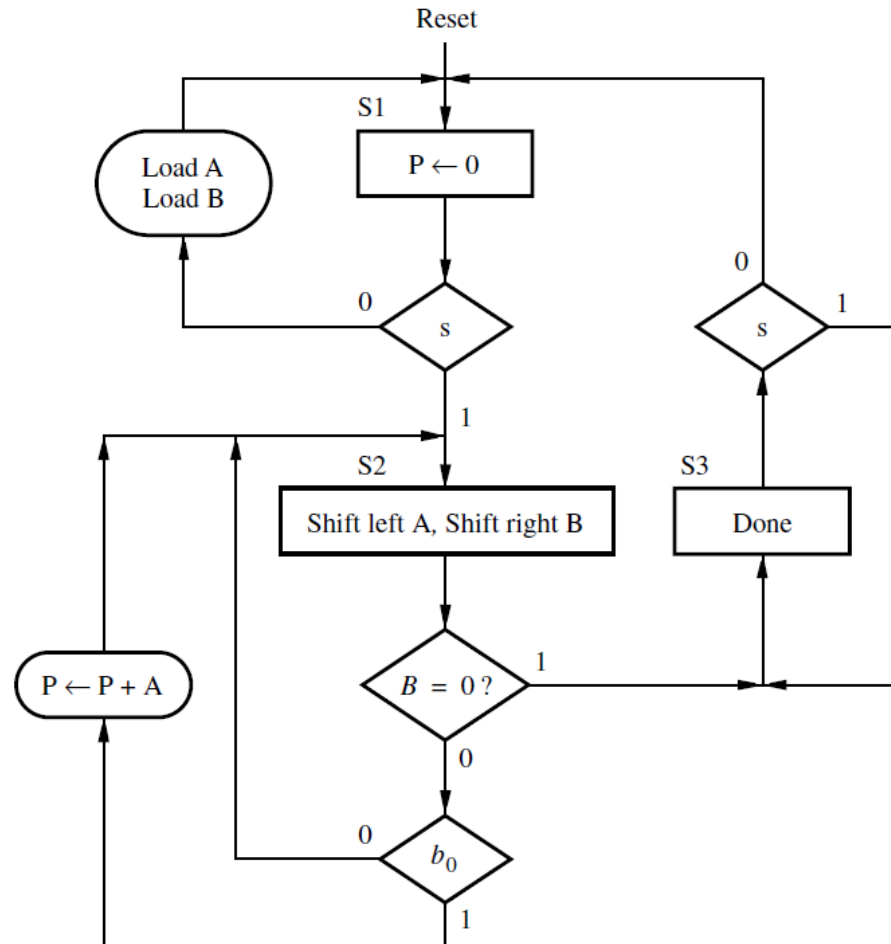 Reset
S1
P ← 0
Load A
Load B
0
s
1
0
s
1
S2
Shift left A, Shift right B
S3
Done
P ← P + A
B = 0 ?
1
0
0
b₀
1